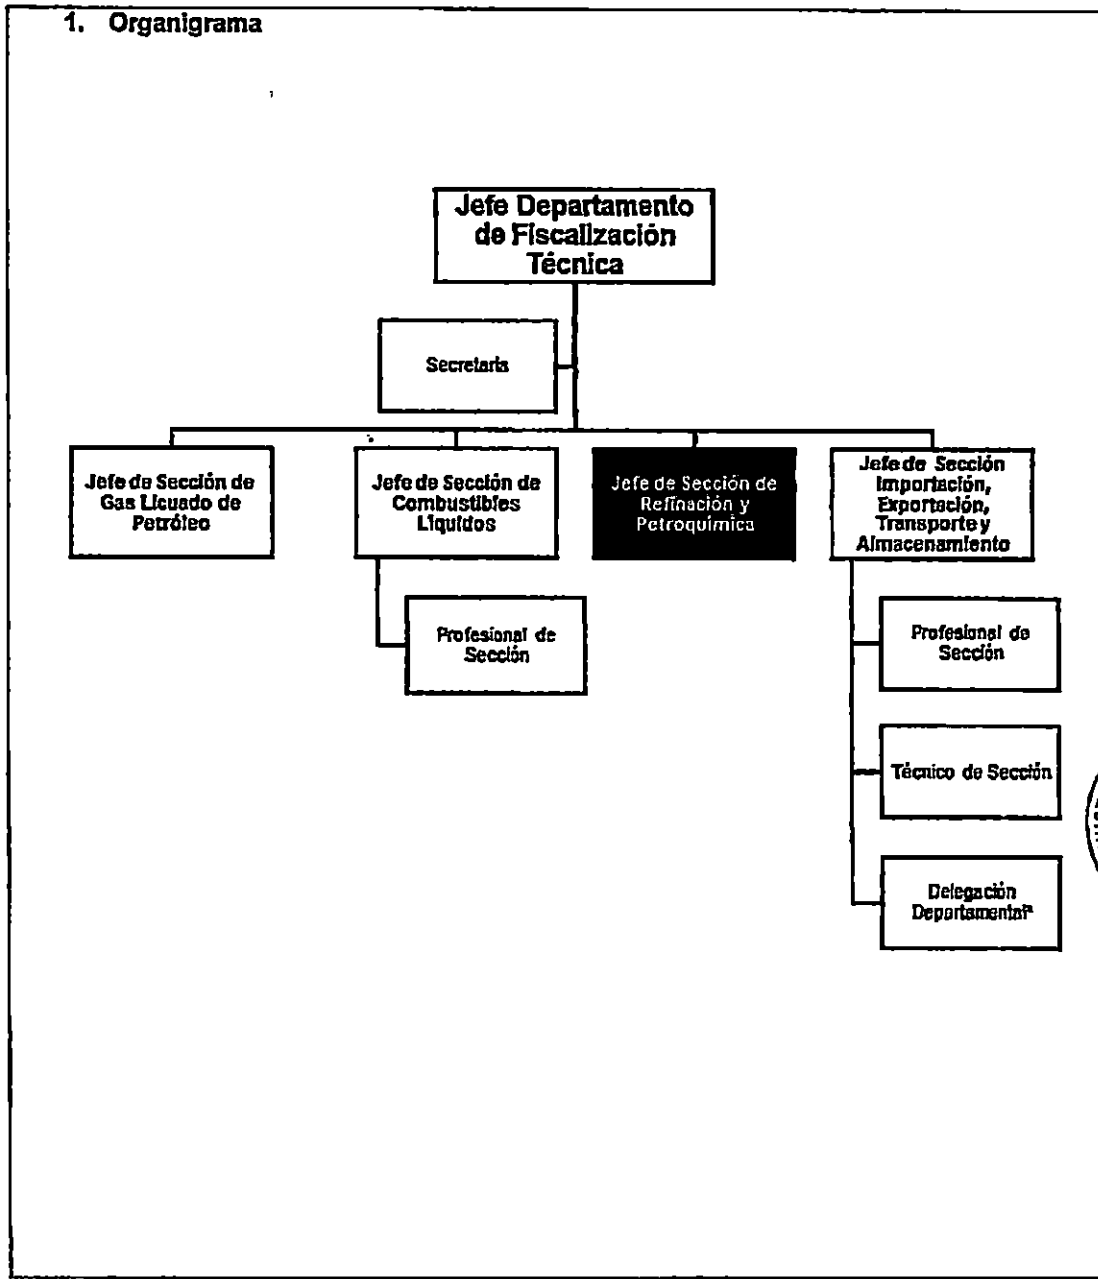 1. Organigrama
Jefe Departamento
de Fiscalización
Técnica
Secretaria
Jefe de Sección de
Gas Licuado de
Petróleo
Jefe de Sección de
Combustibles
Líquidos
Jefe de Sección de
Refinación y
Petroquímica
Jefe de Sección
Importación,
Exportación,
Transporte y
Almacenamiento
Profesional de
Sección
Profesional de
Sección
Técnico de Sección
Delegación
Departamental